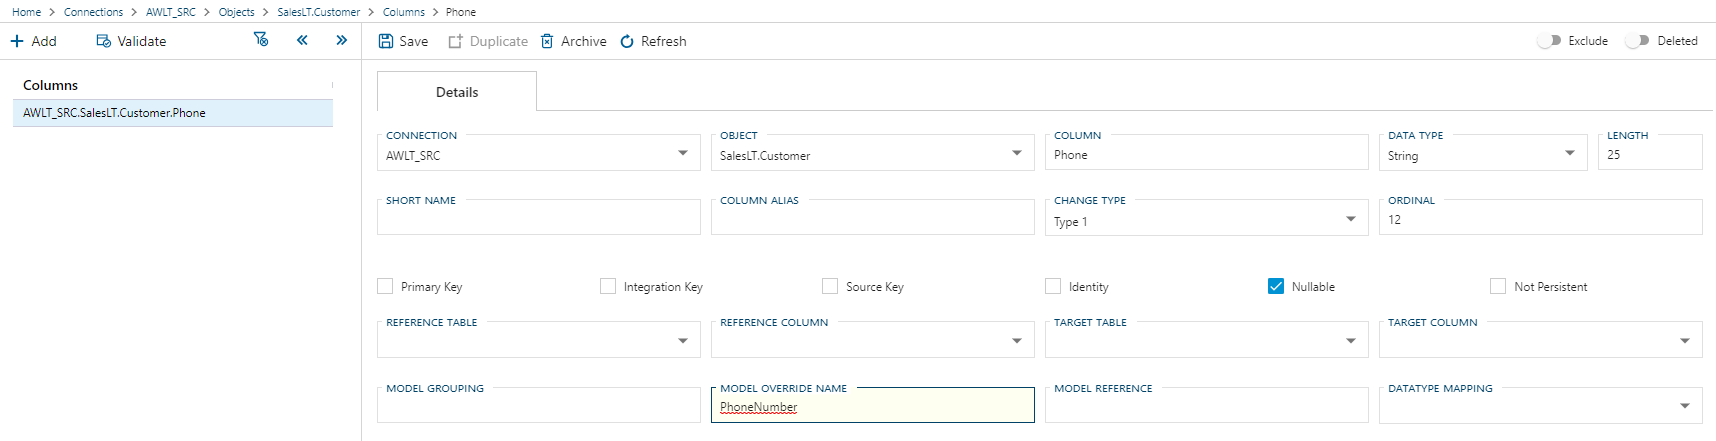 Home > Connections > AWLT_SRC > Objects > SalesLT.Customer > Columns > Phone
Add Validate Save Duplicate Archive Refresh Exclude Deleted
Columns
AWLT_SRC.SalesLT.Customer.Phone
Details
CONNECTION OBJECT COLUMN DATA TYPE LENGTH
AWLT_SRC SalesLT.Customer Phone String 25
SHORT NAME COLUMN ALIAS CHANGE TYPE ORDINAL
Type 1 12
Primary Key Integration Key Source Key Identity Nullable Not Persistent
REFERENCE TABLE REFERENCE COLUMN TARGET TABLE TARGET COLUMN
MODEL GROUPING MODEL OVERRIDE NAME MODEL REFERENCE DATATYPE MAPPING
PhoneNumber